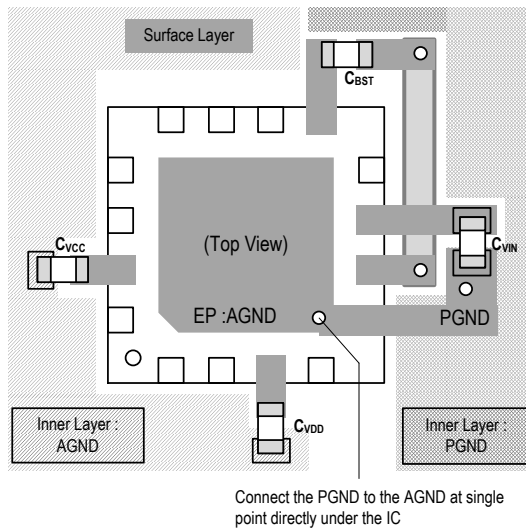 Surface Layer
CBST
CVCC
(Top View)
CVIN
EP :AGND
PGND
CVDD
Inner Layer :
AGND
Inner Layer :
PGND
Connect the PGND to the AGND at single
point directly under the IC